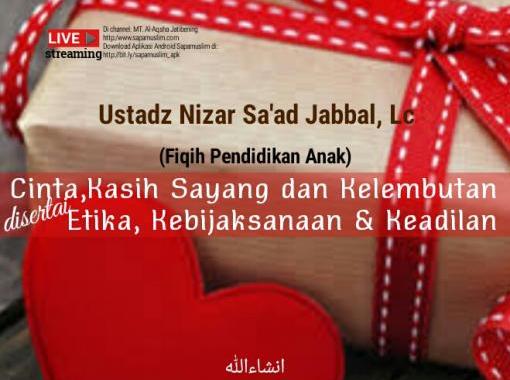 LIVE
streaming
Di channel: MT. Al-Aqsha Jatibening
http:/www.sapamuslim.com
Download Aplikasi Android Sapamuslim di:
http://bit.ly/sapamuslim_apk
Ustadz Nizar Sa'ad Jabbal, Lc
(Fiqih Pendidikan Anak)
Cinta,Kasih Sayang dan Kelembutan
disertai Etika, Kebijaksanaan & Keadilan
انشاءالله